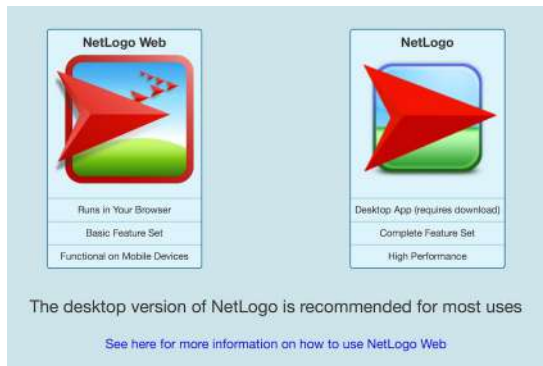 NetLogo Web
Runs in Your Browser
Basic Feature Set
Functional on Mobile Devices
NetLogo
Desktop App (requires download)
Complete Feature Set
High Performance
The desktop version of NetLogo is recommended for most uses
See here for more information on how to use NetLogo Web